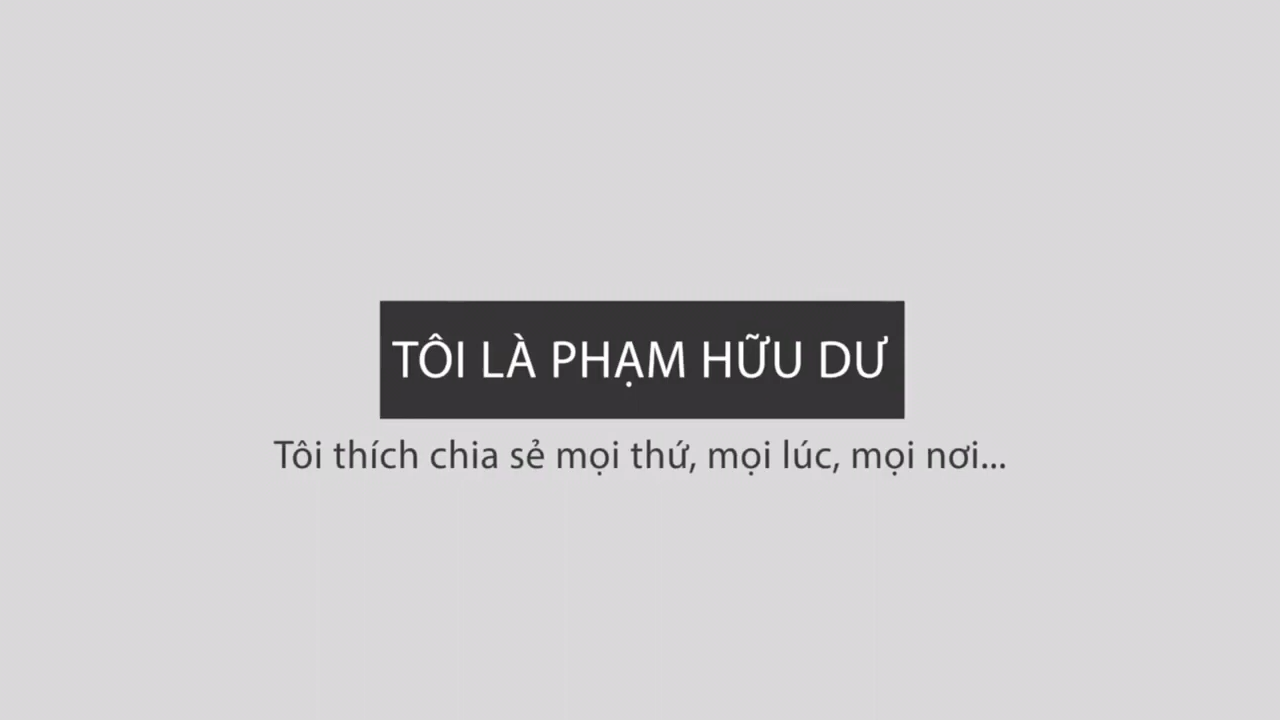 TÔI LÀ PHẠM HỮU DƯ
Tôi thích chia sẻ mọi thứ, mọi lúc, mọi nơi...